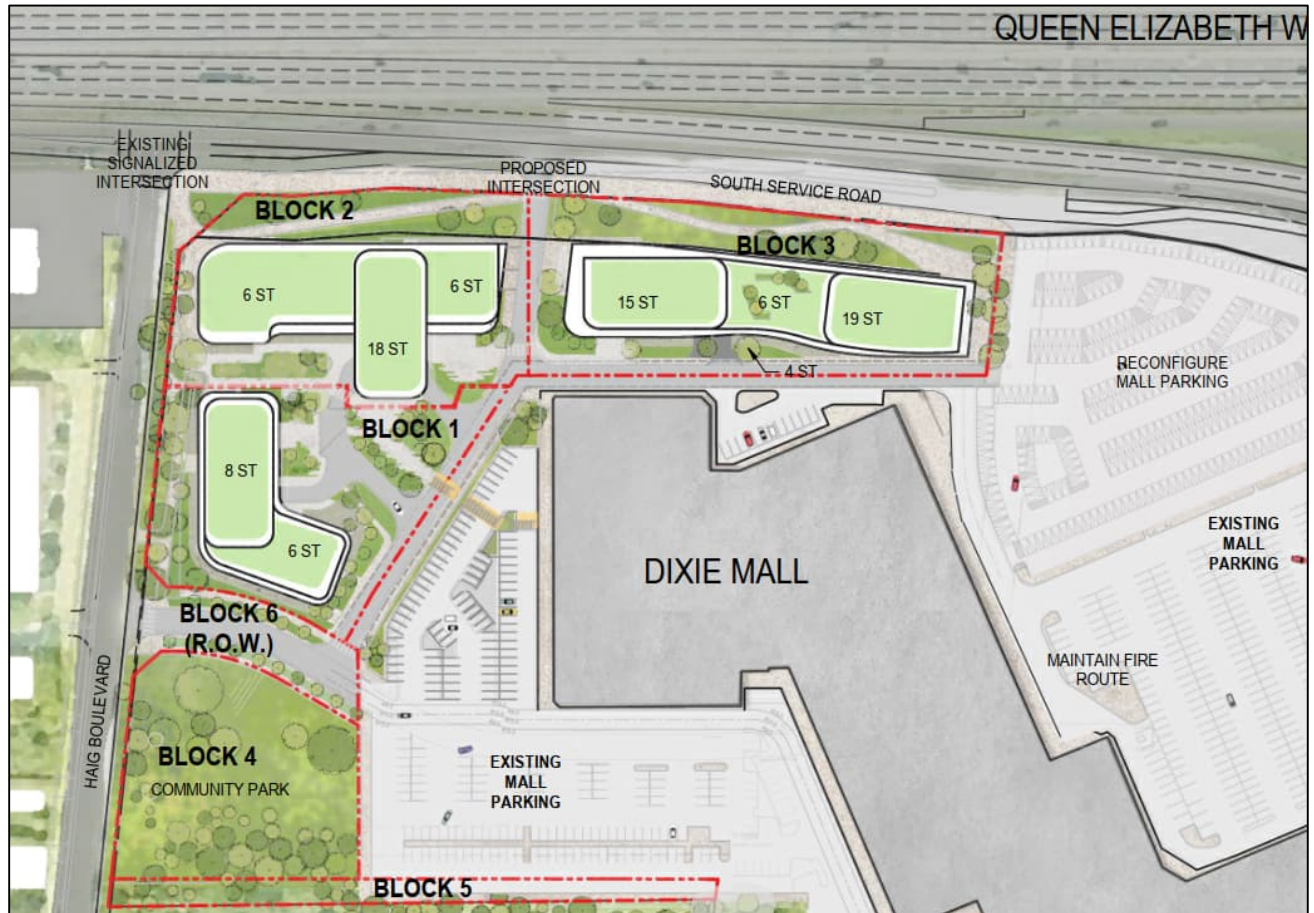 QUEEN ELIZABETH W
EXISTING
SIGNALIZED
INTERSECTION
PROPOSED
INTERSECTION
SOUTH SERVICE ROAD
BLOCK 2
BLOCK 3
6 ST
6 ST
18 ST
15 ST
6 ST
19 ST
4 ST
RECONFIGURE
MALL PARKING
BLOCK 1
8 ST
6 ST
EXISTING
MALL
PARKING
DIXIE MALL
BLOCK 6
(R.O.W.)
MAINTAIN FIRE
ROUTE
HAIG BOULEVARD
BLOCK 4
COMMUNITY PARK
EXISTING
MALL
PARKING
BLOCK 5